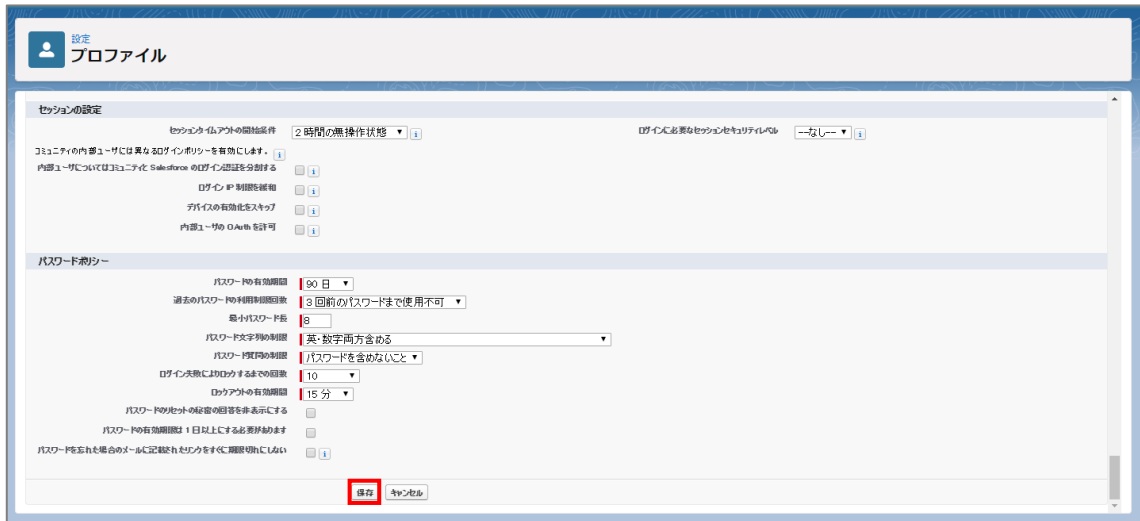 設定
プロファイル
セッションの設定
セッションタイムアウトの開始条件 2時間の無操作状態 ログインに必要なセッションセキュリティレベル --なし--
コミュニティの内部ユーザには異なるログインポリシーを有効にします。
内部ユーザについてはコミュニティと Salesforce のログイン認証を分割する
ログイン IP 制限を緩和
デバイスの有効化をスキップ
内部ユーザの OAuth を許可
パスワードポリシー
パスワードの有効期間 90 日
過去のパスワードの利用制限回数 3 回前のパスワードまで使用不可
最小パスワード長 8
パスワード文字列の制限 英・数字両方含める
パスワード質問の制限 パスワードを含めないこと
ログイン失敗によりロックするまでの回数 10
ロックアウトの有効期間 15 分
パスワードのリセットの秘密の回答を非表示にする
パスワードの有効期限は 1 日以上にする必要があります
パスワードを忘れた場合のメールに記載されたリンクをすぐに期限切れにしない
保存 キャンセル